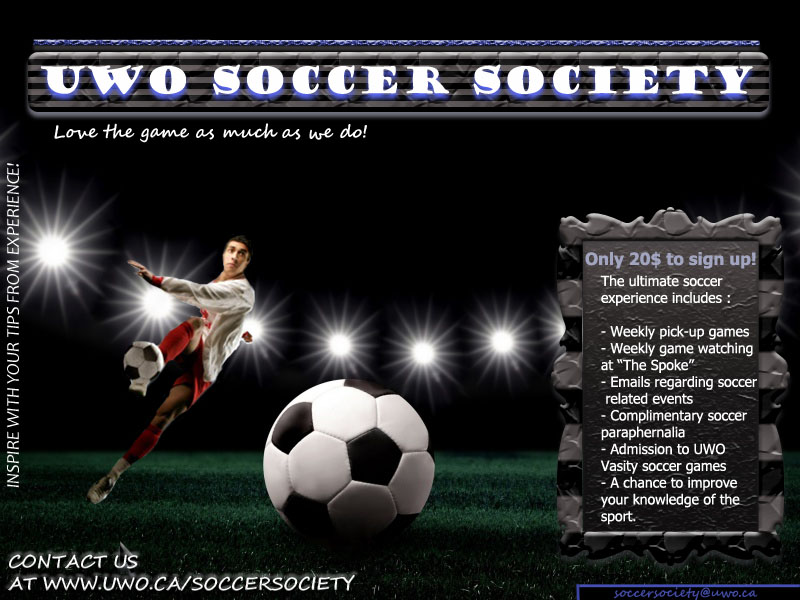 UWO SOCCER SOCIETY
Love the game as much as we do!
INSPIRE WITH YOUR TIPS FROM EXPERIENCE!
Only 20$ to sign up!
The ultimate soccer
experience includes :
- Weekly pick-up games
- Weekly game watching
at “The Spoke”
- Emails regarding soccer
related events
- Complimentary soccer
paraphernalia
- Admission to UWO
Vasity soccer games
- A chance to improve
your knowledge of the
sport.
CONTACT US
AT WWW.UWO.CA/SOCCERSOCIETY
soccersociety@uwo.ca